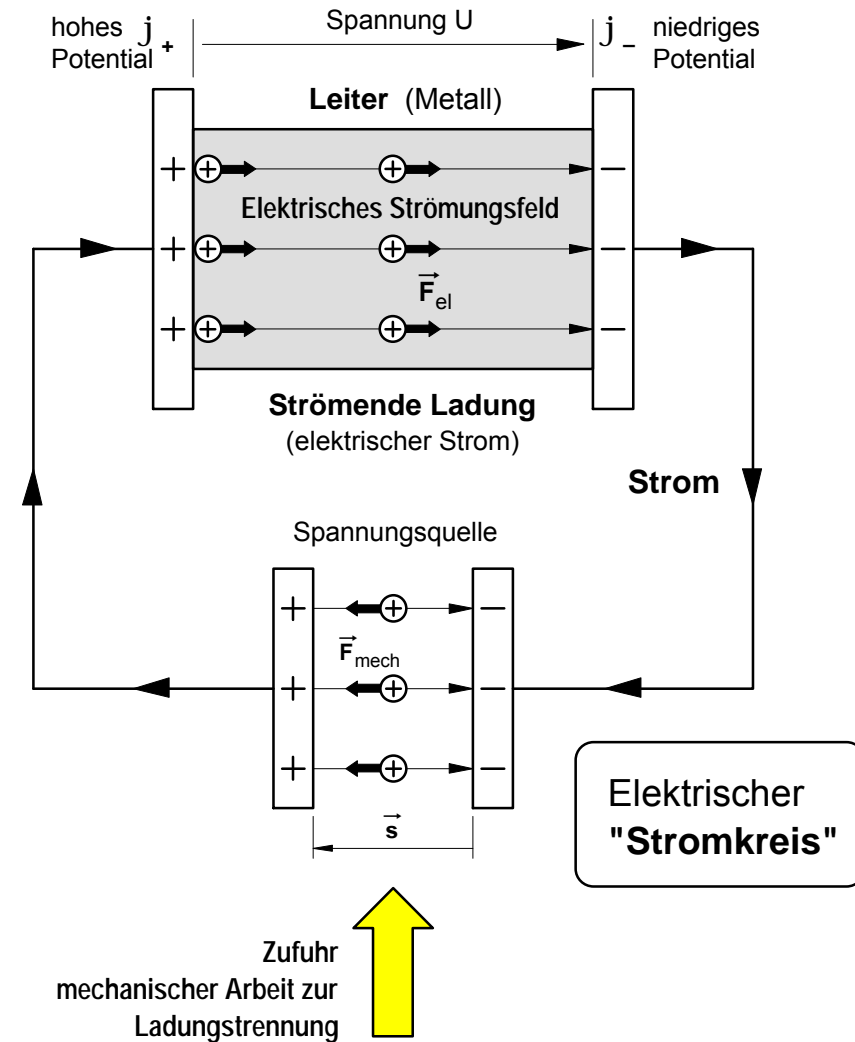 hohes j+ Spannung U j− niedriges
Potential Potential
Leiter (Metall)
+ + + −
Elektrisches Strömungsfeld
+ + + −
F el
+ + + −
Strömende Ladung
(elektrischer Strom)
Strom
Spannungsquelle
+ + −
F mech
+ + −
+ + −
s
Elektrischer
"Stromkreis"
Zufuhr
mechanischer Arbeit zur
Ladungstrennung